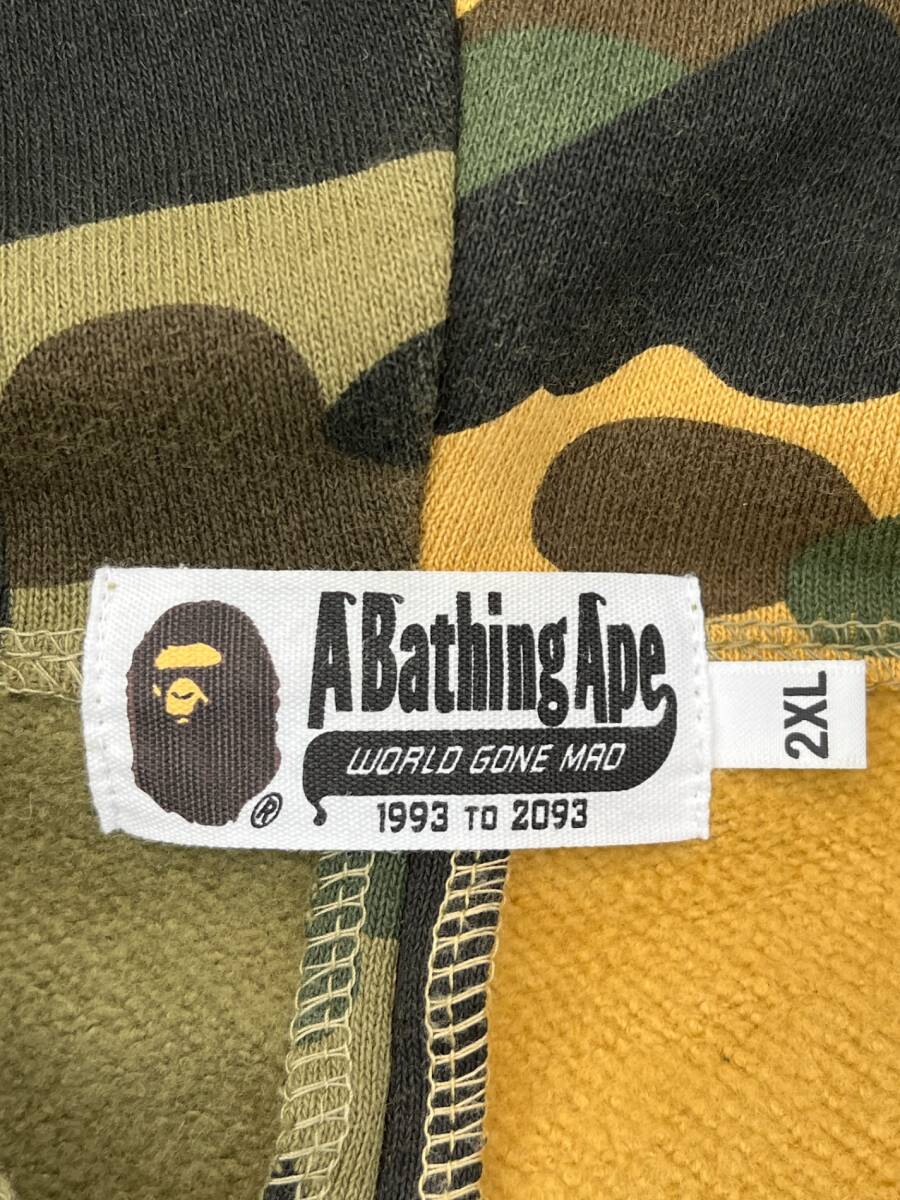 A Bathing Ape
WORLD GONE MAD
1993 TO 2093
®
2XL